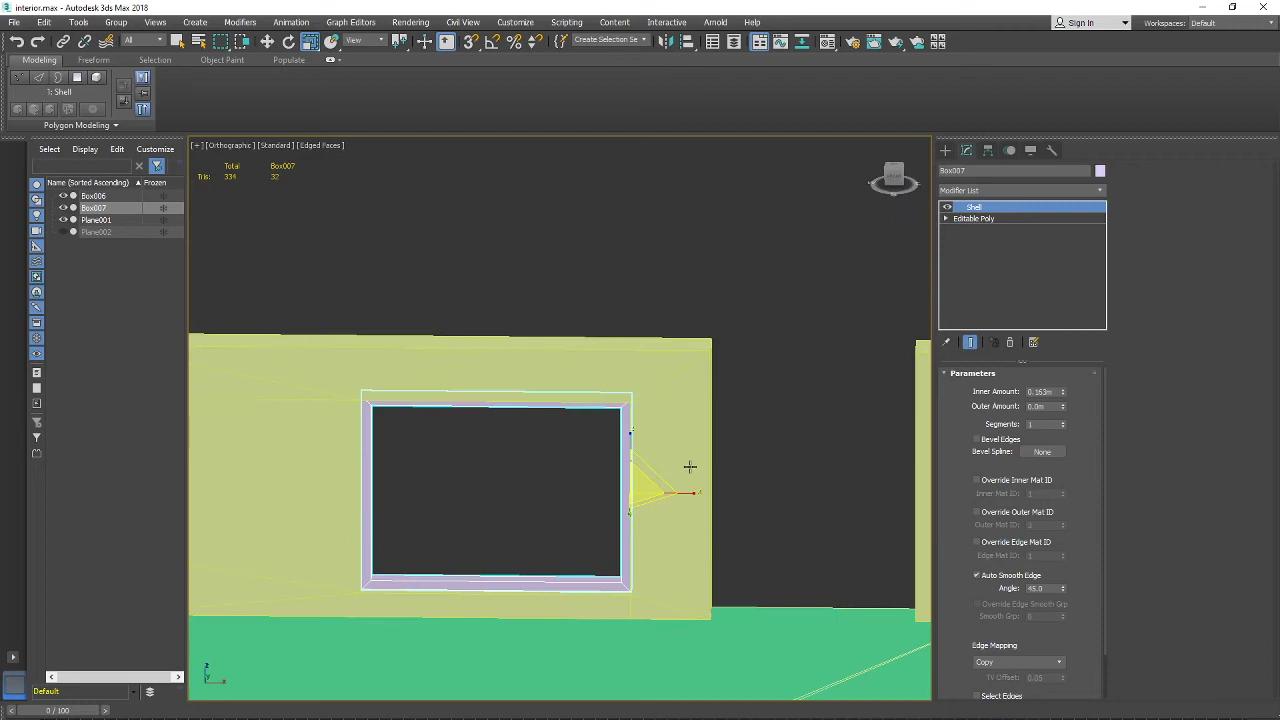 interior.max - Autodesk 3ds Max 2018
File Edit Tools Group Views Create Modifiers Animation Graph Editors Rendering Civil View Customize Scripting Content Interactive Arnold Help
Sign In
Workspaces: Default
All
View
Create Selection Se
Modeling Freeform Selection Object Paint Populate
1: Shell
Polygon Modeling
Select Display Edit Customize
Name (Sorted Ascending) Frozen
Box006
Box007
Plane001
Plane002
Default
0 / 100
[+] [Orthographic] [Standard] [Edged Faces]
Total Box007
Tris: 334 32
z
y
x
Box007
Modifier List
Shell
Editable Poly
Parameters
Inner Amount: 0.163m
Outer Amount: 0.0m
Segments: 1
Bevel Edges
Bevel Spline: None
Override Inner Mat ID
Inner Mat ID: 1
Override Outer Mat ID
Outer Mat ID: 3
Override Edge Mat ID
Edge Mat ID: 1
Auto Smooth Edge
Angle: 45.0
Override Edge Smooth Grp
Smooth Grp: 0
Edge Mapping
Copy
TV Offset: 0.05
Select Edges